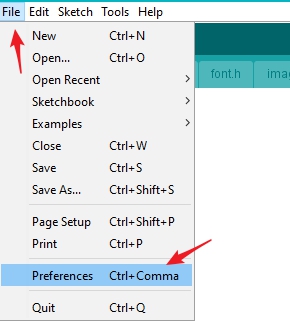 File Edit Sketch Tools Help
New Ctrl+N
Open... Ctrl+O
Open Recent
Sketchbook
Examples
Close Ctrl+W
Save Ctrl+S
Save As... Ctrl+Shift+S
Page Setup Ctrl+Shift+P
Print Ctrl+P
Preferences Ctrl+Comma
Quit Ctrl+Q
font.h imag